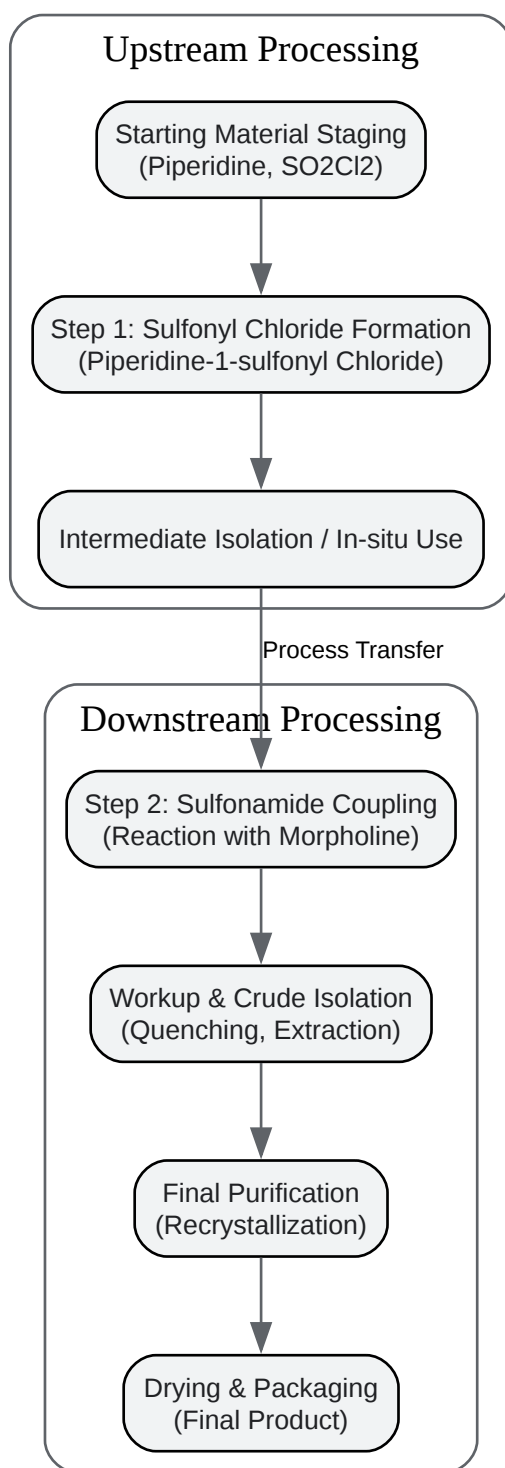 Upstream Processing
Starting Material Staging
(Piperidine, SO2Cl2)
Step 1: Sulfonyl Chloride Formation
(Piperidine-1-sulfonyl Chloride)
Intermediate Isolation / In-situ Use
Process Transfer
Downstream Processing
Step 2: Sulfonamide Coupling
(Reaction with Morpholine)
Workup & Crude Isolation
(Quenching, Extraction)
Final Purification
(Recrystallization)
Drying & Packaging
(Final Product)